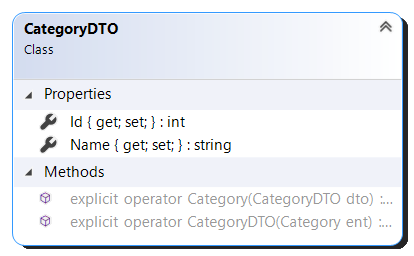 CategoryDTO
Class
Properties
Id { get; set; } : int
Name { get; set; } : string
Methods
explicit operator Category(CategoryDTO dto) :...
explicit operator CategoryDTO(Category ent) :...